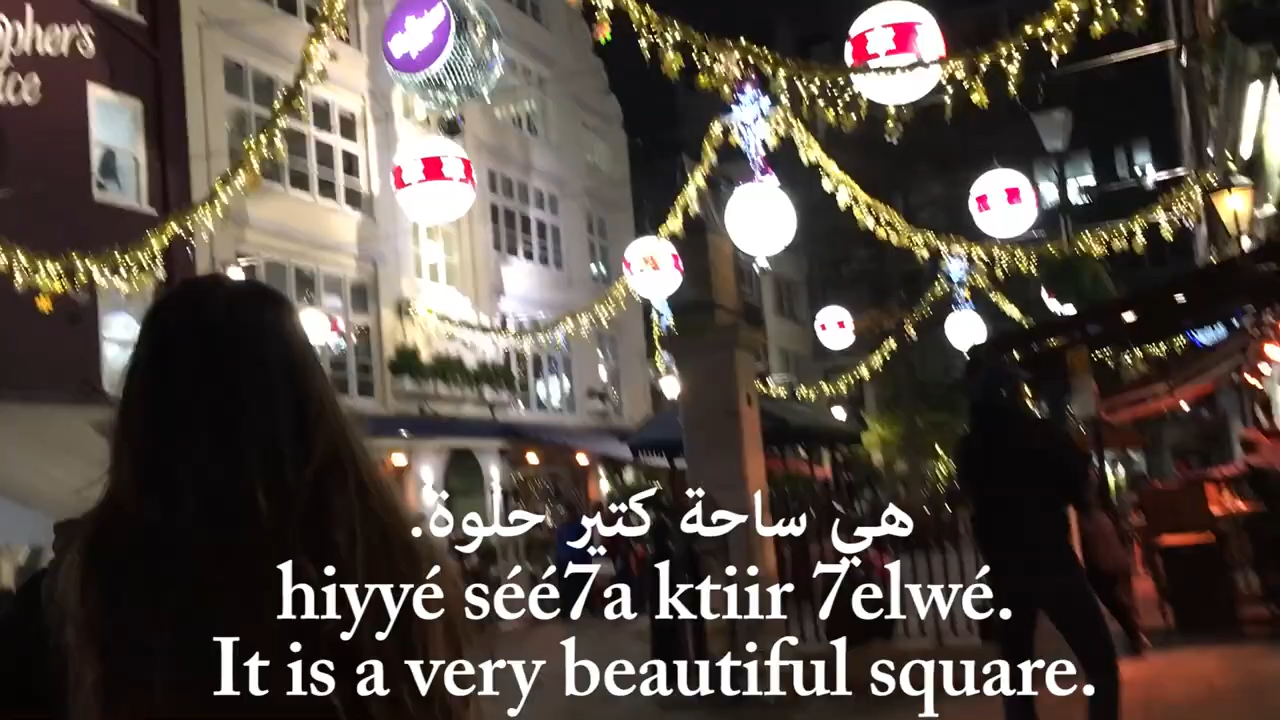 هي ساحة كتير حلوة.
hiyyé séé7a ktiir 7elwé.
It is a very beautiful square.